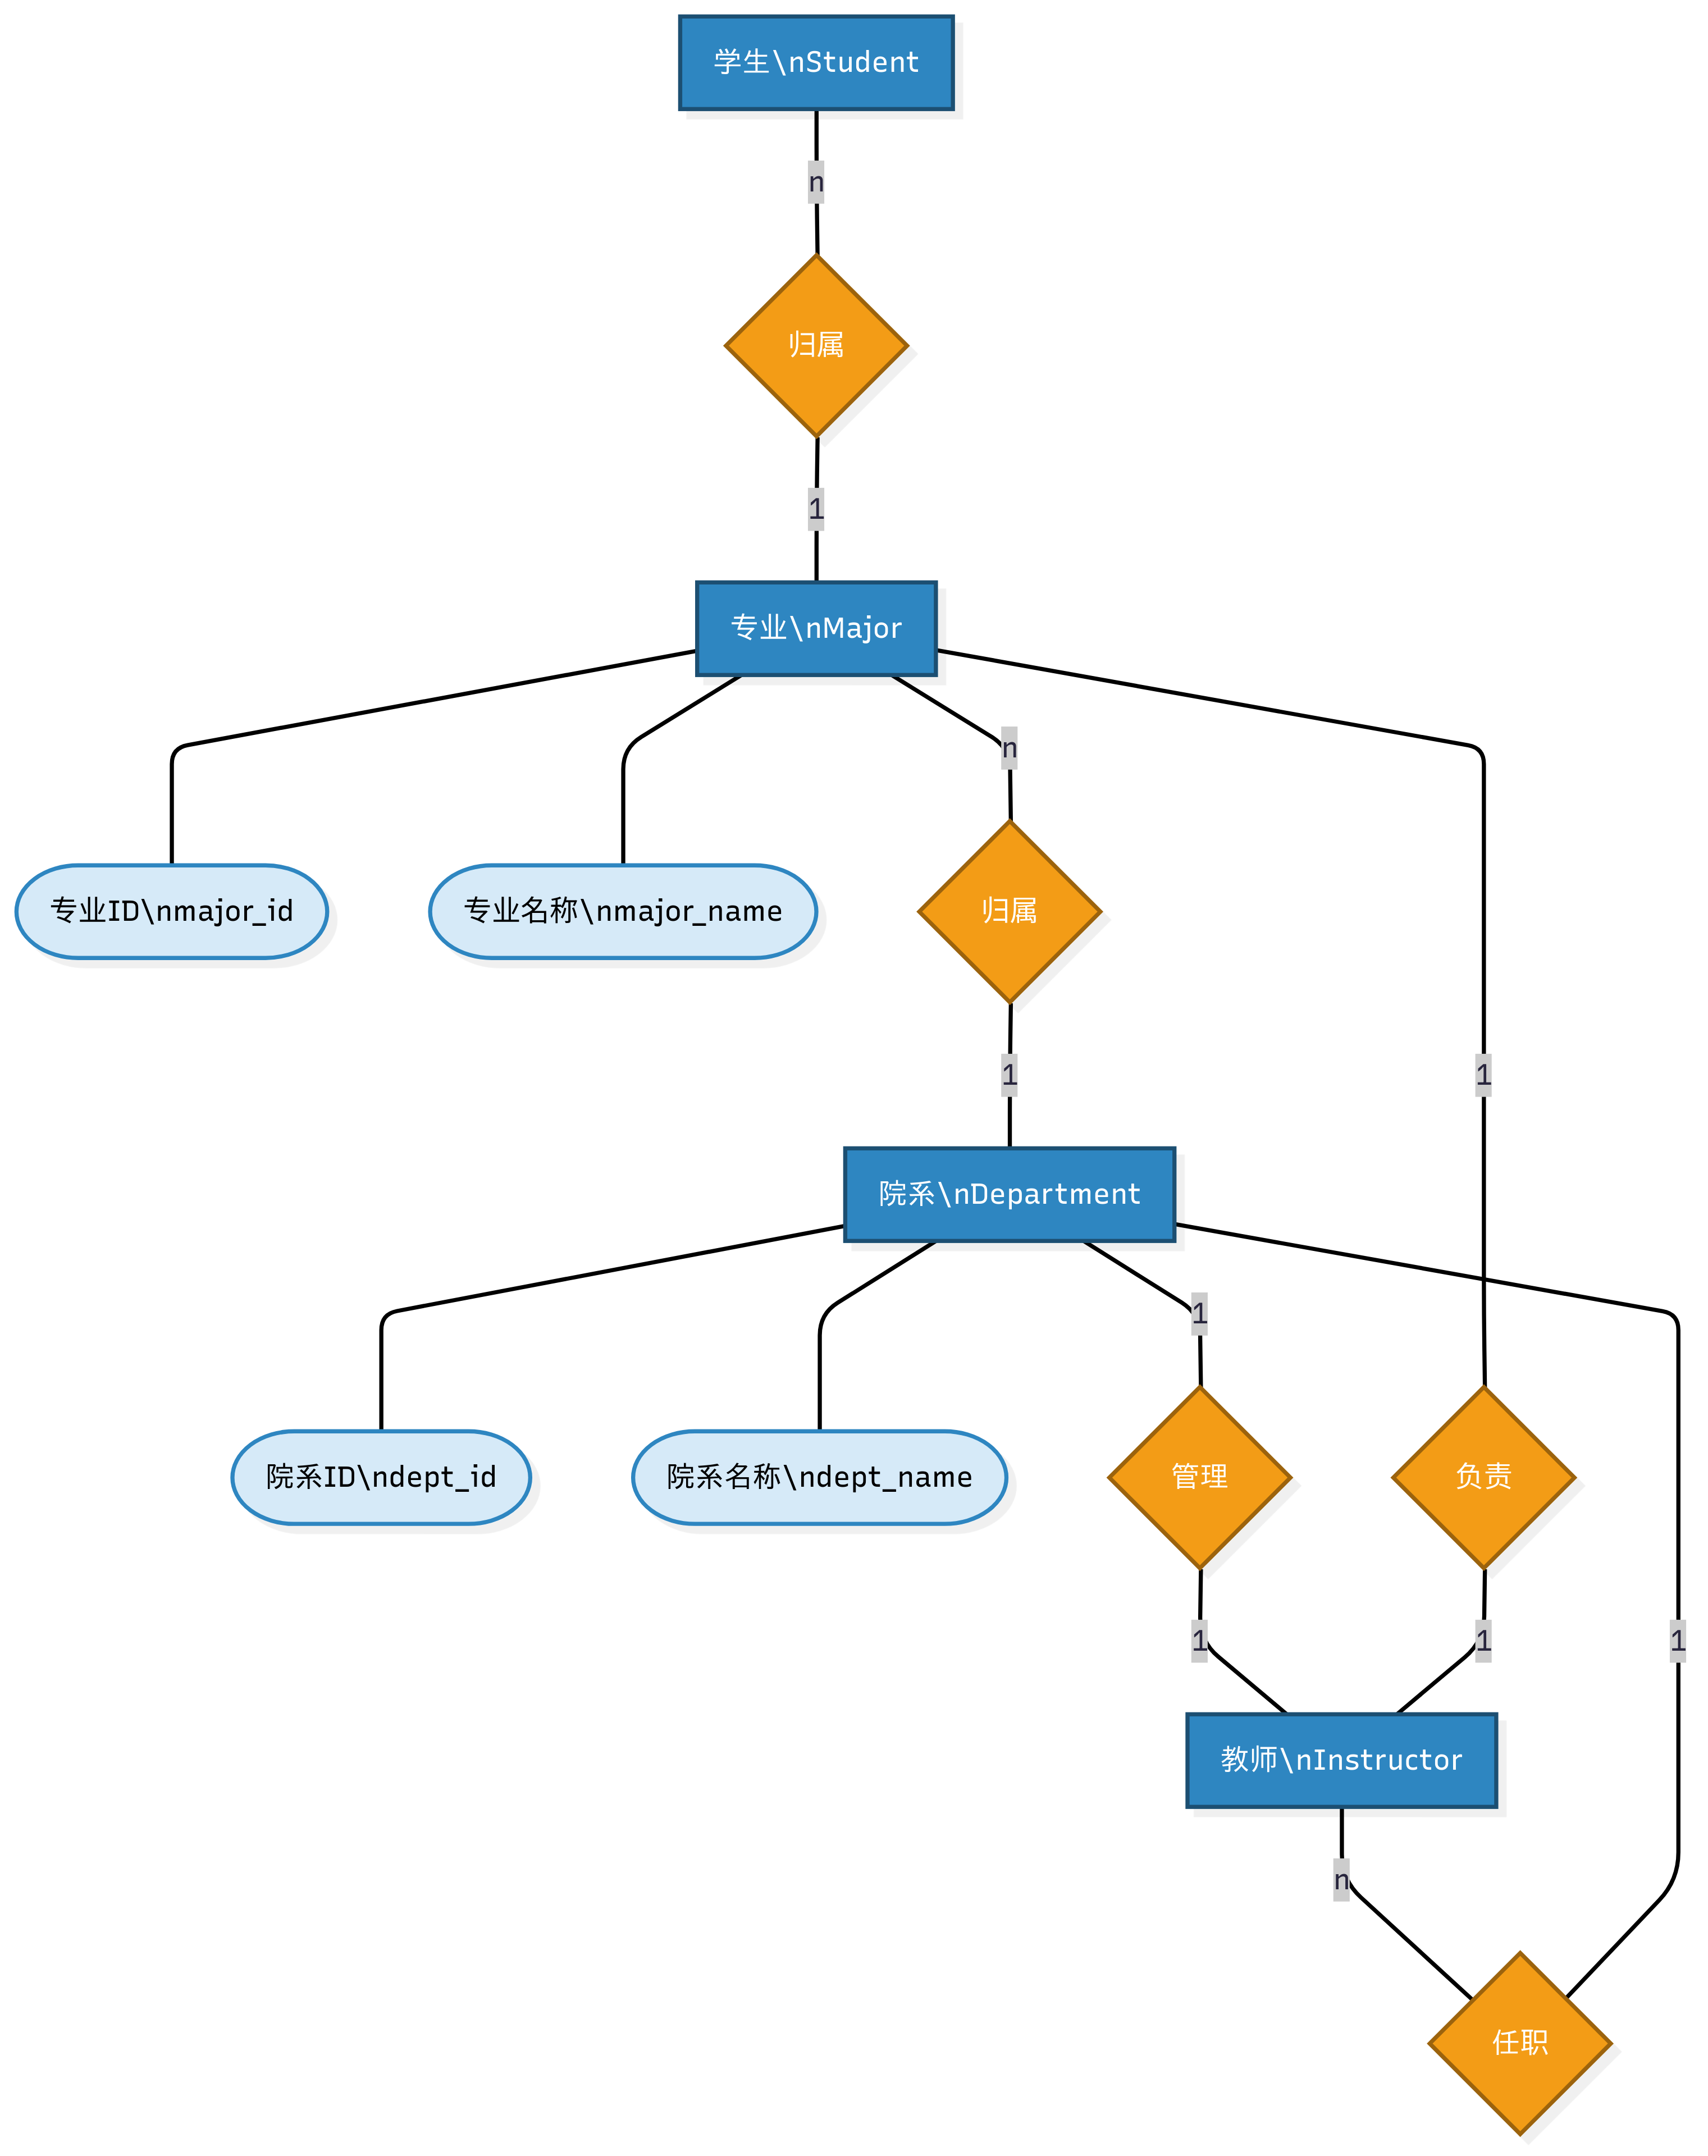 学生\nStudent
n
归属
1
专业\nMajor
n
专业ID\nmajor_id
专业名称\nmajor_name
归属
1
1
院系\nDepartment
1
院系ID\ndept_id
院系名称\ndept_name
管理
负责
1
1
1
教师\nInstructor
n
任职